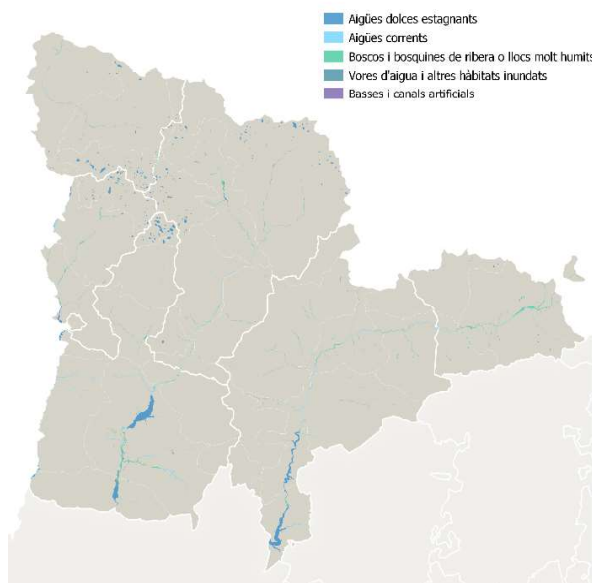 Aigües dolces estagnants
Aigües corrents
Boscos i bosquines de ribera o llocs molt humits
Vores d'aigua i altres hàbitats inundats
Basses i canals artificials